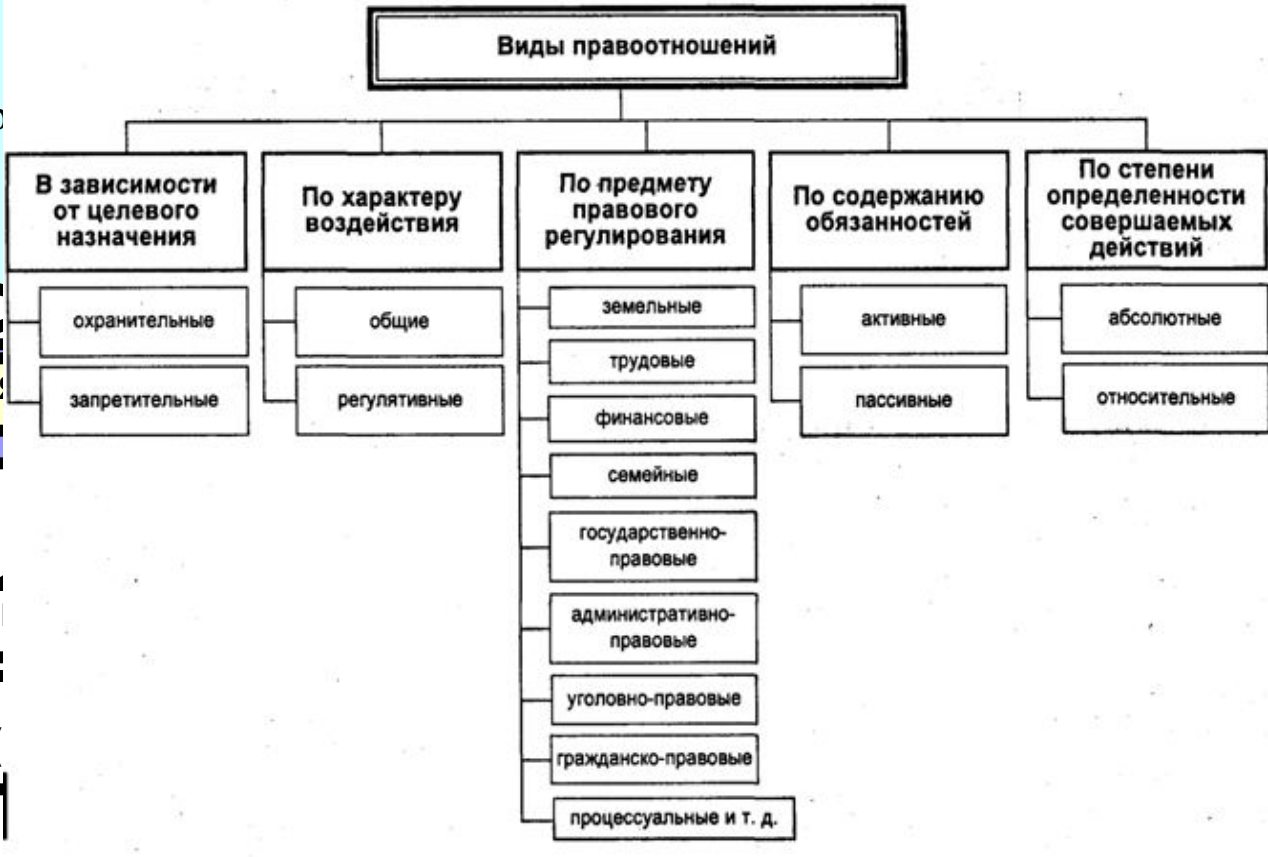 Виды правоотношений
В зависимости
от целевого
назначения
охранительные
запретительные
По характеру
воздействия
общие
регулятивные
По предмету
правового
регулирования
земельные
трудовые
финансовые
семейные
государственно-
правовые
административно-
правовые
уголовно-правовые
гражданско-правовые
процессуальные и т. д.
По содержанию
обязанностей
активные
пассивные
По степени
определенности
совершаемых
действий
абсолютные
относительные